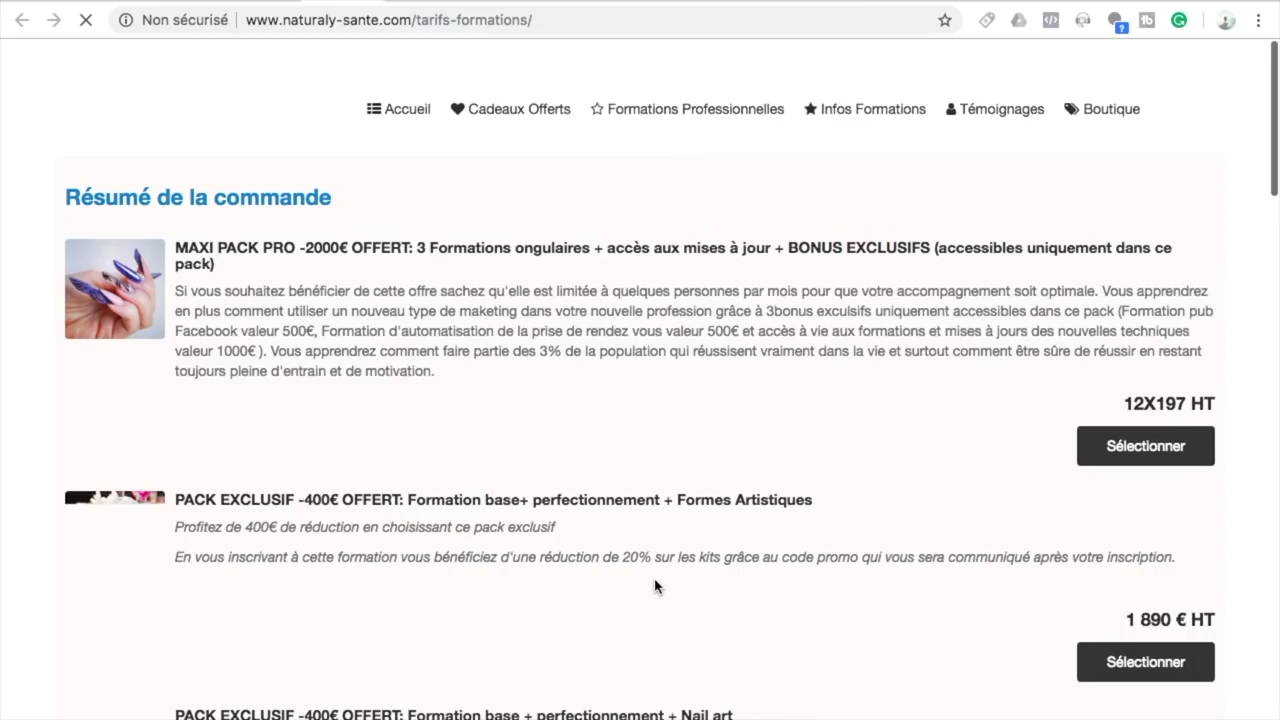 Non sécurisé
www.naturaly-sante.com/tarifs-formations/
Accueil
Cadeaux Offerts
Formations Professionnelles
Infos Formations
Témoignages
Boutique
Résumé de la commande
MAXI PACK PRO -2000€ OFFERT: 3 Formations ongulaires + accès aux mises à jour + BONUS EXCLUSIFS (accessibles uniquement dans ce
pack)
Si vous souhaitez bénéficier de cette offre sachez qu'elle est limitée à quelques personnes par mois pour que votre accompagnement soit optimale. Vous apprendrez
en plus comment utiliser un nouveau type de maketing dans votre nouvelle profession grâce à 3bonus exculsifs uniquement accessibles dans ce pack (Formation pub
Facebook valeur 500€, Formation d'automatisation de la prise de rendez vous valeur 500€ et accès à vie aux formations et mises à jours des nouvelles techniques
valeur 1000€ ). Vous apprendrez comment faire partie des 3% de la population qui réussisent vraiment dans la vie et surtout comment être sûre de réussir en restant
toujours pleine d'entrain et de motivation.
12X197 HT
Sélectionner
PACK EXCLUSIF -400€ OFFERT: Formation base+ perfectionnement + Formes Artistiques
Profitez de 400€ de réduction en choisissant ce pack exclusif
En vous inscrivant à cette formation vous bénéficiez d'une réduction de 20% sur les kits grâce au code promo qui vous sera communiqué après votre inscription.
1 890 € HT
Sélectionner
PACK EXCLUSIF -400€ OFFERT: Formation base + perfectionnement + Nail art